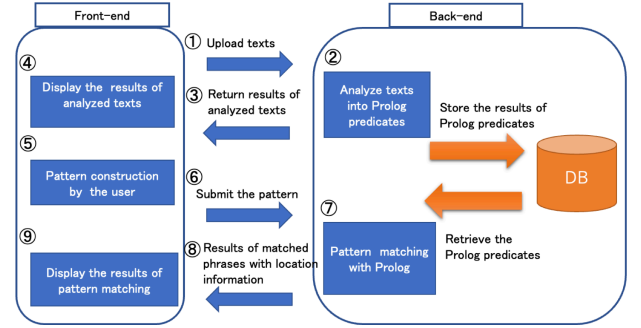 Front-end
Back-end
① Upload texts
②
Analyze texts
into Prolog
predicates
③ Return results of
analyzed texts
④
Display the results of
analyzed texts
Store the results of
Prolog predicates
DB
⑤
Pattern construction
by the user
⑥
Submit the pattern
⑦
Pattern matching
with Prolog
Retrieve the
Prolog predicates
⑧ Results of matched
phrases with location
information
⑨
Display the results of
pattern matching